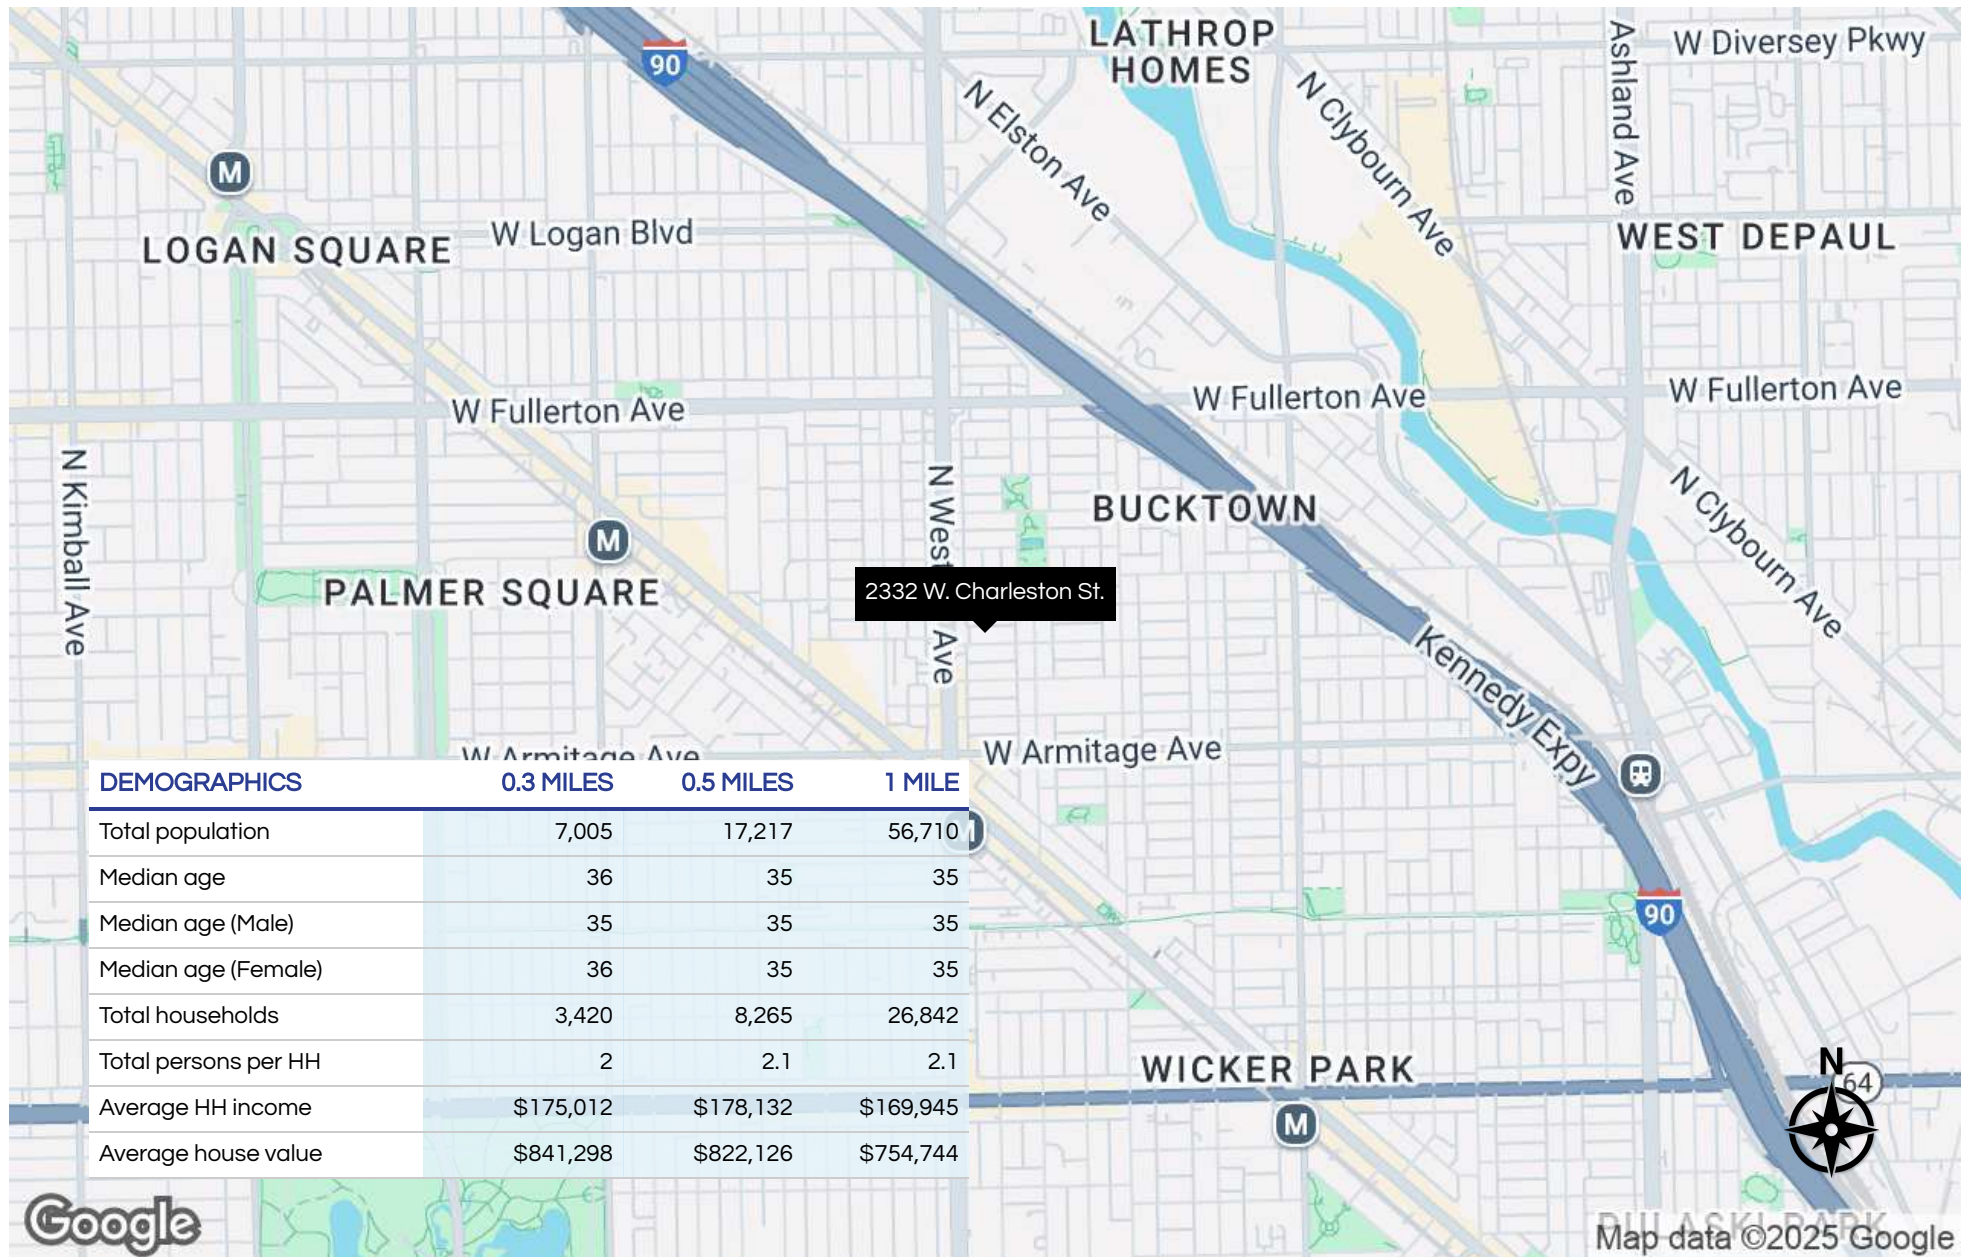 LATHROP
HOMES
W Diversey Pkwy
Ashland Ave
90
N Elston Ave
N Clybourn Ave
M
LOGAN SQUARE
W Logan Blvd
WEST DEPAUL
W Fullerton Ave
W Fullerton Ave
W Fullerton Ave
N Kimball Ave
N West
Ave
BUCKTOWN
N Clybourn Ave
M
PALMER SQUARE
2332 W. Charleston St.
Kennedy Expy
W Armitage Ave
W Armitage Ave
DEMOGRAPHICS 0.3 MILES 0.5 MILES 1 MILE
Total population 7,005 17,217 56,710
Median age 36 35 35
Median age (Male) 35 35 35
Median age (Female) 36 35 35
Total households 3,420 8,265 26,842
Total persons per HH 2 2.1 2.1
Average HH income $175,012 $178,132 $169,945
Average house value $841,298 $822,126 $754,744
90
WICKER PARK
M
N
64
PULASKI PARK
Google
Map data ©2025 Google